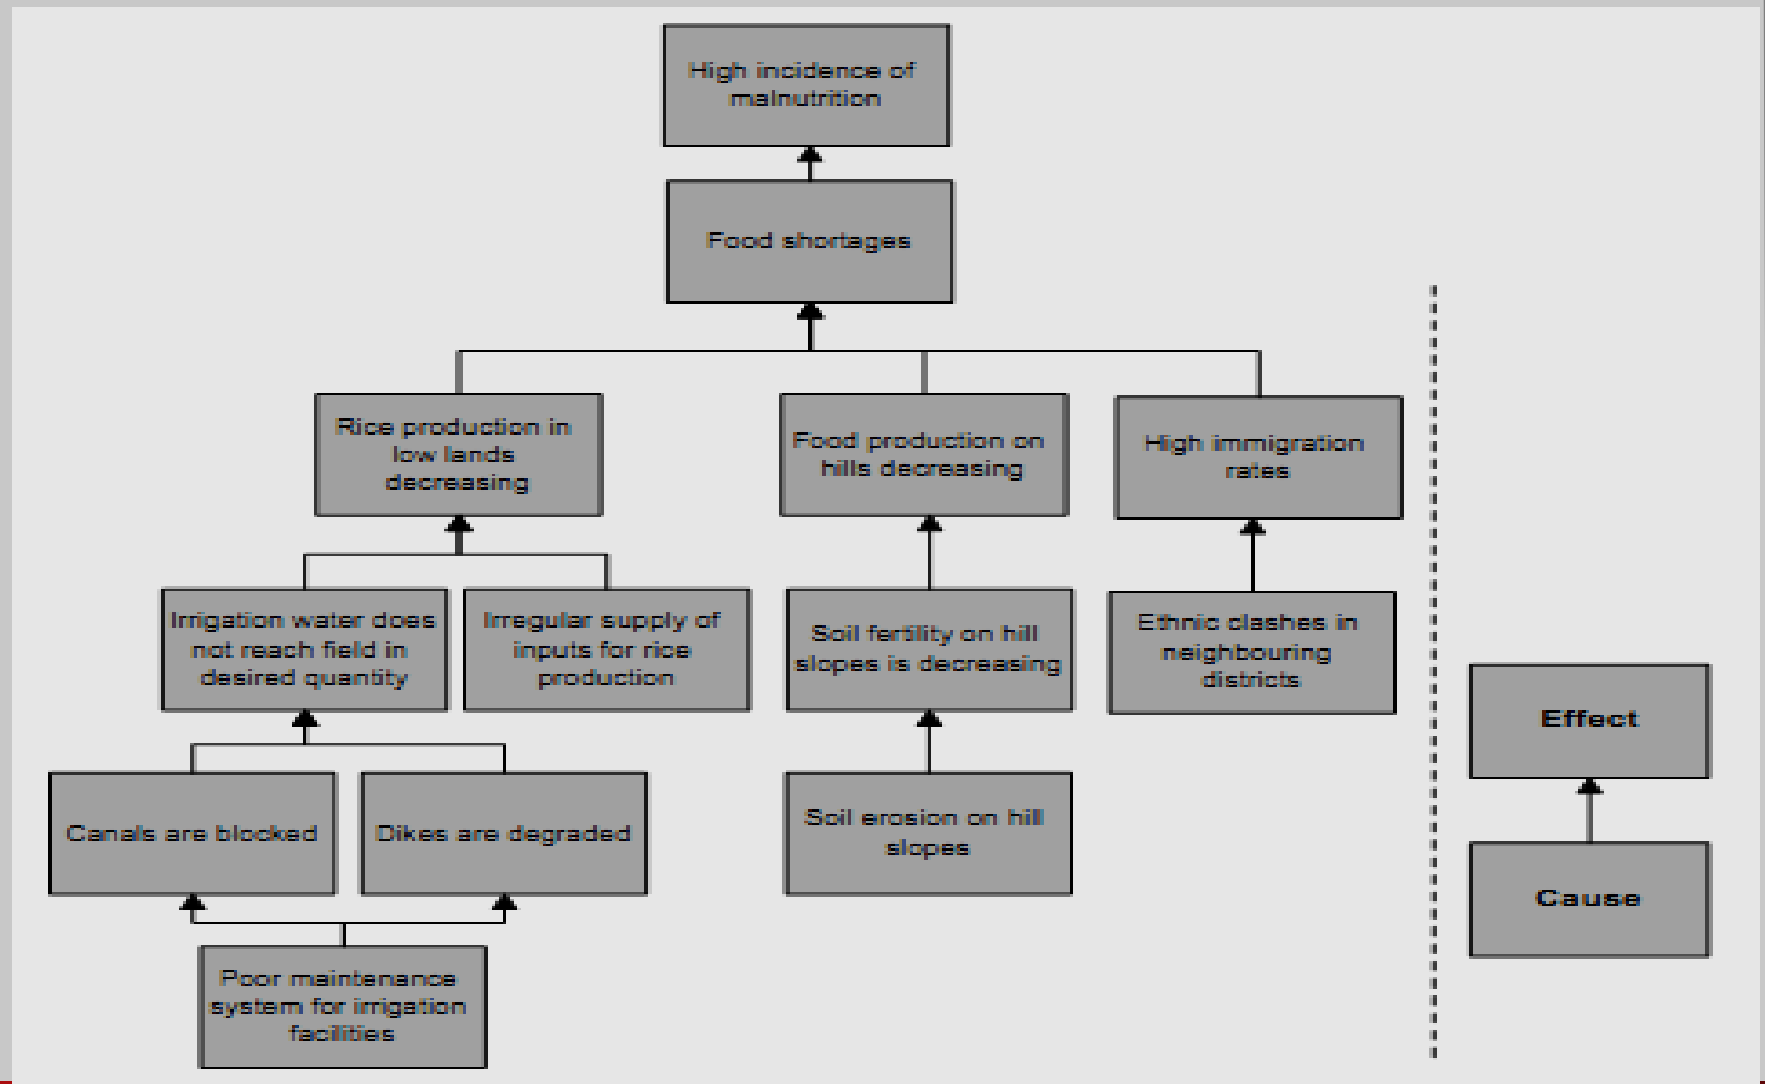 High incidence of
malnutrition
Food shortages
Rice production in
low lands
decreasing
Food production on
hills decreasing
High immigration
rates
Irrigation water does
not reach field in
desired quantity
Irregular supply of
inputs for rice
production
Soil fertility on hill
slopes is decreasing
Ethnic clashes in
neighbouring
districts
Effect
Canals are blocked
Dikes are degraded
Soil erosion on hill
slopes
Cause
Poor maintenance
system for irrigation
facilities